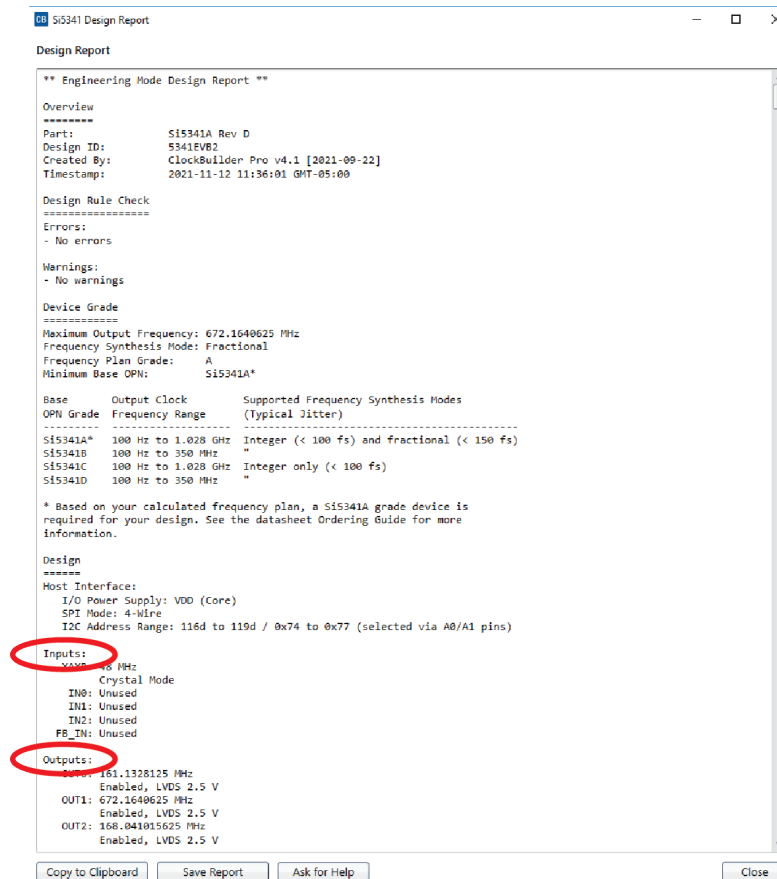 CB Si5341 Design Report
Design Report
** Engineering Mode Design Report **
Overview
========
Part: Si5341A Rev D
Design ID: 5341EVB2
Created By: ClockBuilder Pro v4.1 [2021-09-22]
Timestamp: 2021-11-12 11:36:01 GMT-05:00
Design Rule Check
=================
Errors:
- No errors
Warnings:
- No warnings
Device Grade
============
Maximum Output Frequency: 672.1640625 MHz
Frequency Synthesis Mode: Fractional
Frequency Plan Grade: A
Minimum Base OPN: Si5341A*
Base Output Clock Supported Frequency Synthesis Modes
OPN Grade Frequency Range (Typical Jitter)
--------- ------------------- --------------------------------------------
Si5341A* 100 Hz to 1.028 GHz Integer (< 100 fs) and fractional (< 150 fs)
Si5341B 100 Hz to 350 MHz "
Si5341C 100 Hz to 1.028 GHz Integer only (< 100 fs)
Si5341D 100 Hz to 350 MHz "
* Based on your calculated frequency plan, a Si5341A grade device is
required for your design. See the datasheet Ordering Guide for more
information.
Design
======
Host Interface:
I/O Power Supply: VDD (Core)
SPI Mode: 4-Wire
I2C Address Range: 116d to 119d / 0x74 to 0x77 (selected via A0/A1 pins)
Inputs:
XAXB: 48 MHz
Crystal Mode
IN0: Unused
IN1: Unused
IN2: Unused
FB_IN: Unused
Outputs:
OUT0: 161.1328125 MHz
Enabled, LVDS 2.5 V
OUT1: 672.1640625 MHz
Enabled, LVDS 2.5 V
OUT2: 168.041015625 MHz
Enabled, LVDS 2.5 V
Copy to Clipboard Save Report Ask for Help Close